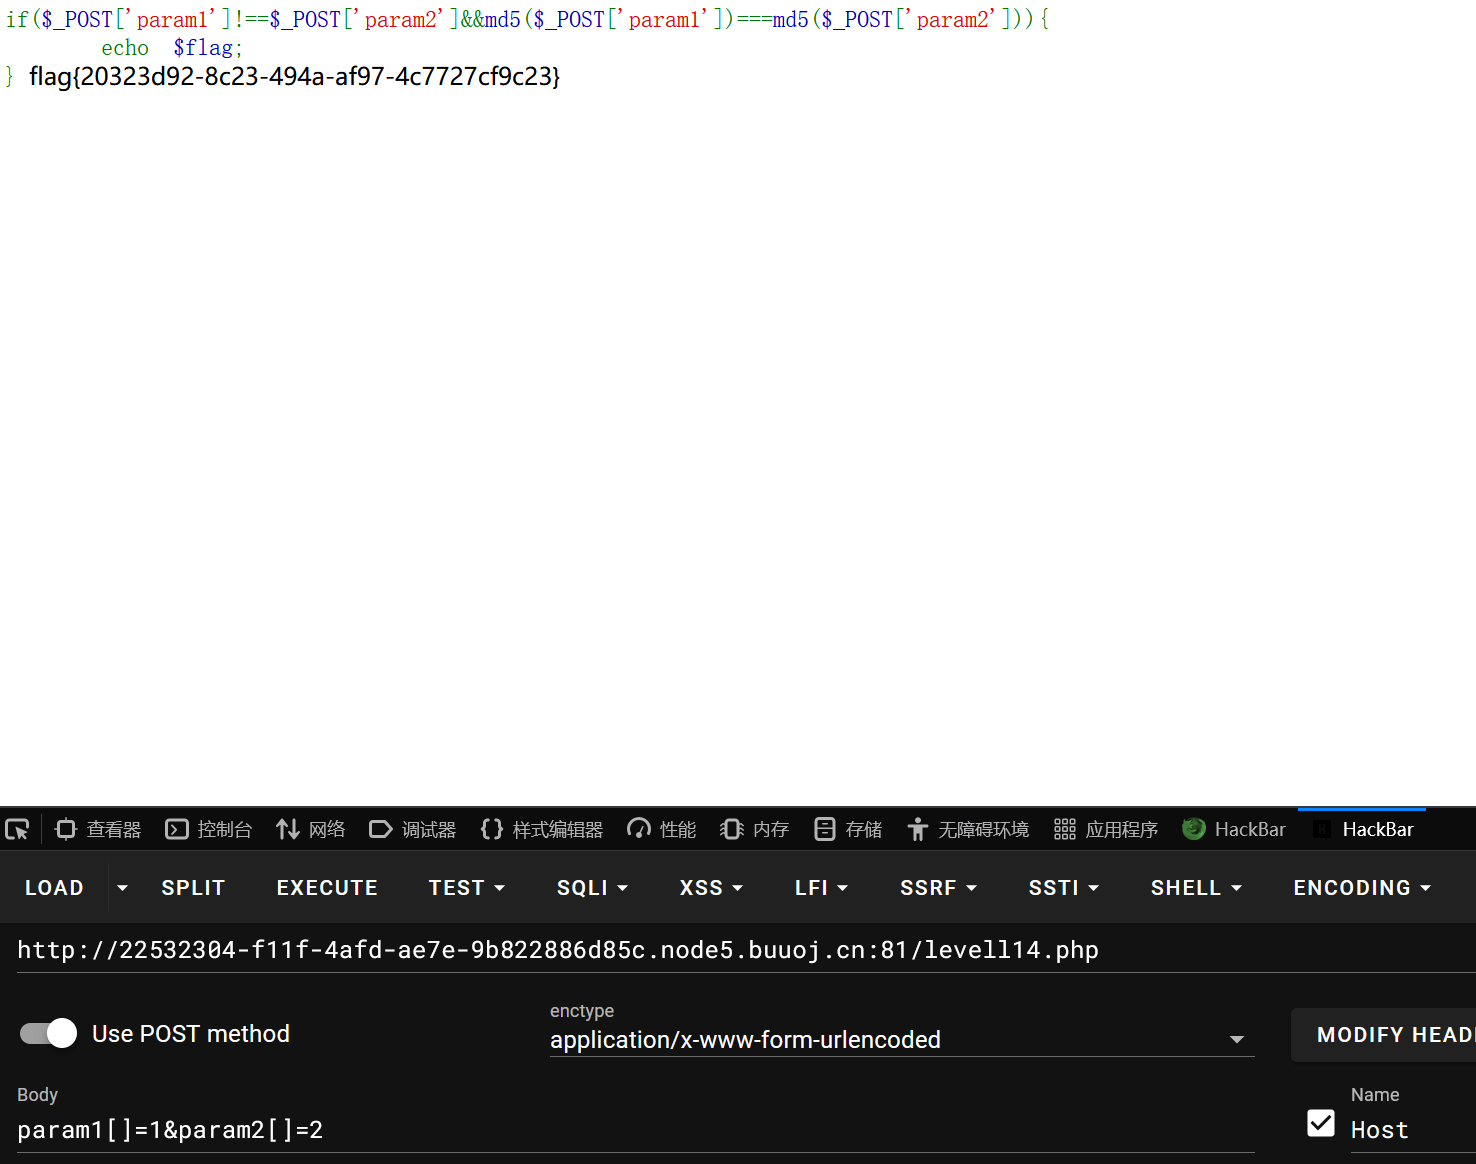 if($_POST['param1']!==$_POST['param2']&&md5($_POST['param1'])===md5($_POST['param2'])){
        echo  $flag;
} flag{20323d92-8c23-494a-af97-4c7727cf9c23}
查看器 控制台 网络 调试器 样式编辑器 性能 内存 存储 无障碍环境 应用程序 HackBar HackBar
LOAD SPLIT EXECUTE TEST SQLI XSS LFI SSRF SSTI SHELL ENCODING
http://22532304-f11f-4afd-ae7e-9b822886d85c.node5.buuoj.cn:81/levell14.php
enctype
Use POST method application/x-www-form-urlencoded MODIFY HEAD
Body Name
param1[]=1&param2[]=2 Host